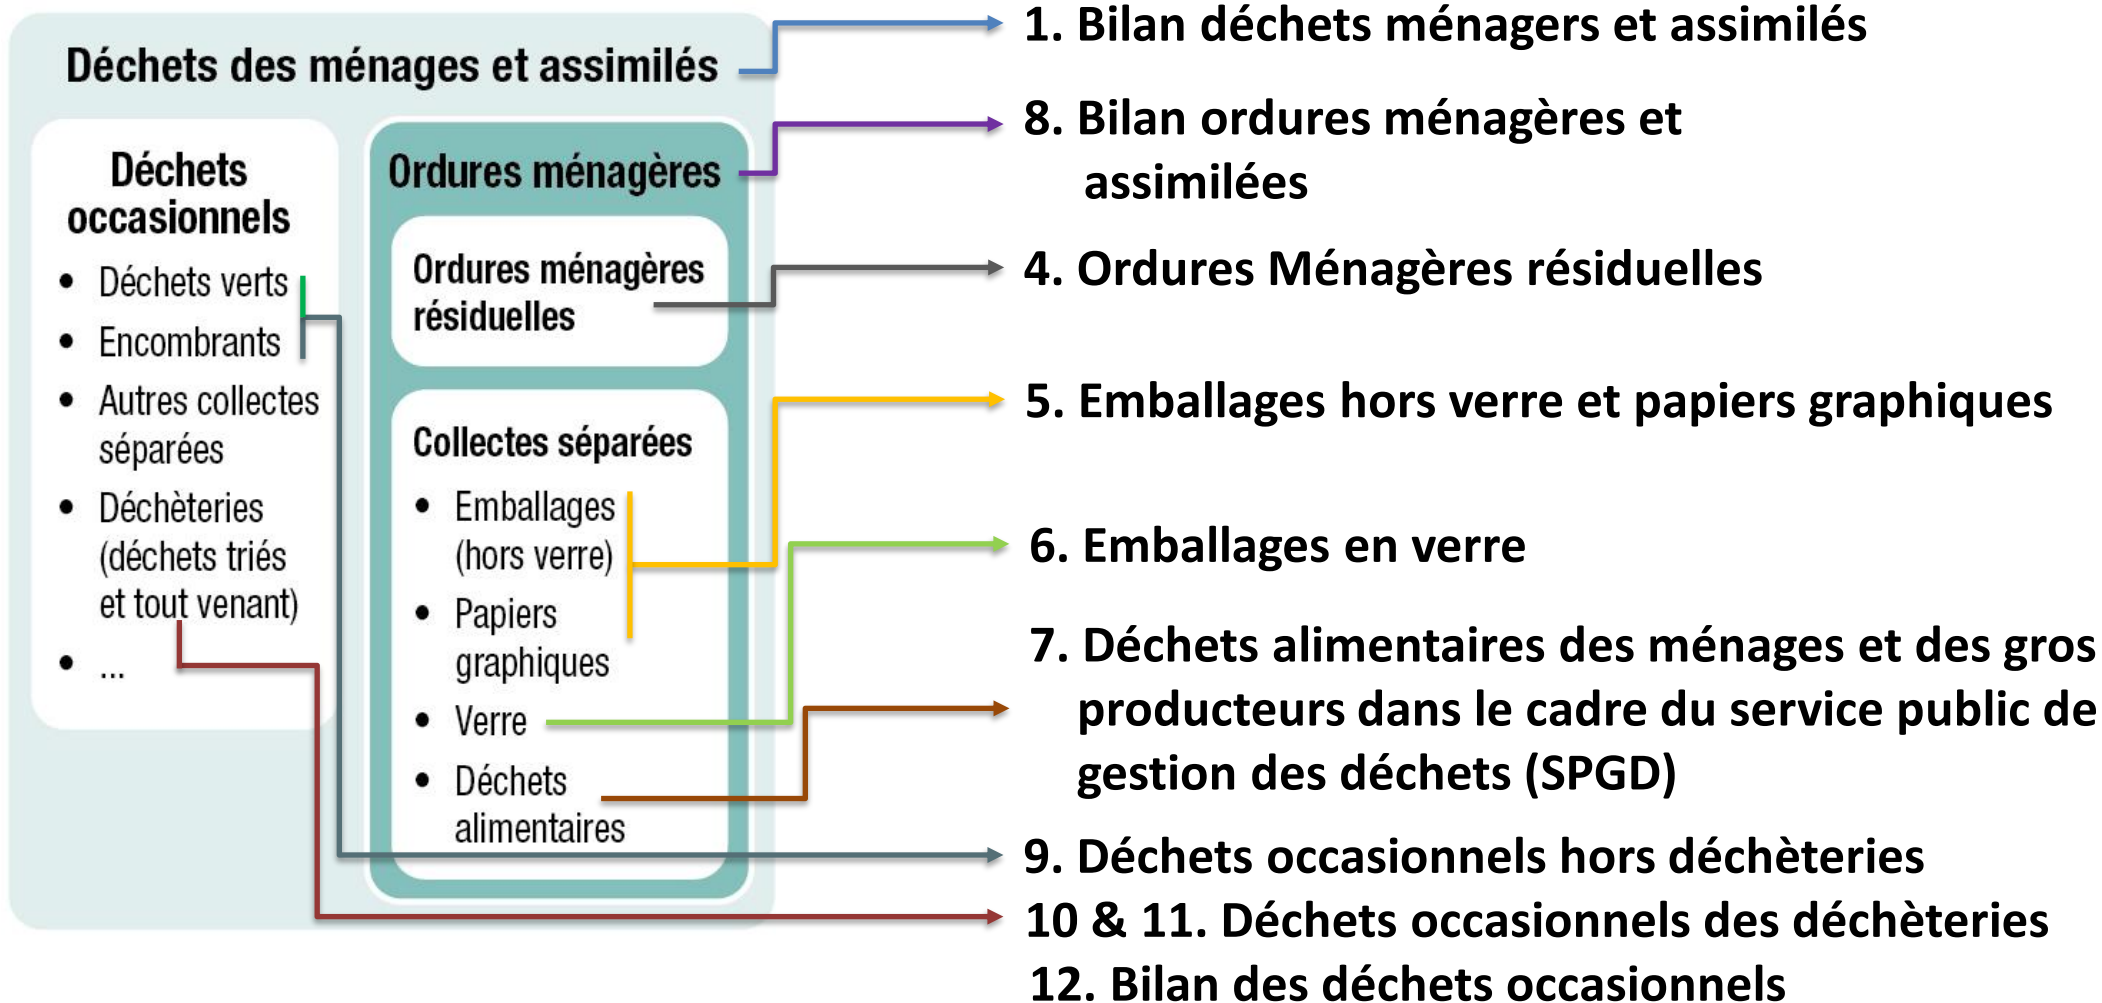 Déchets des ménages et assimilés
Déchets
occasionnels
• Déchets verts
• Encombrants
• Autres collectes
séparées
• Déchèteries
(déchets triés
et tout venant)
• ...
Ordures ménagères
Ordures ménagères
résiduelles
Collectes séparées
• Emballages
(hors verre)
• Papiers
graphiques
• Verre
• Déchets
alimentaires
1. Bilan déchets ménagers et assimilés
8. Bilan ordures ménagères et
assimilées
4. Ordures Ménagères résiduelles
5. Emballages hors verre et papiers graphiques
6. Emballages en verre
7. Déchets alimentaires des ménages et des gros
producteurs dans le cadre du service public de
gestion des déchets (SPGD)
9. Déchets occasionnels hors déchèteries
10 & 11. Déchets occasionnels des déchèteries
12. Bilan des déchets occasionnels